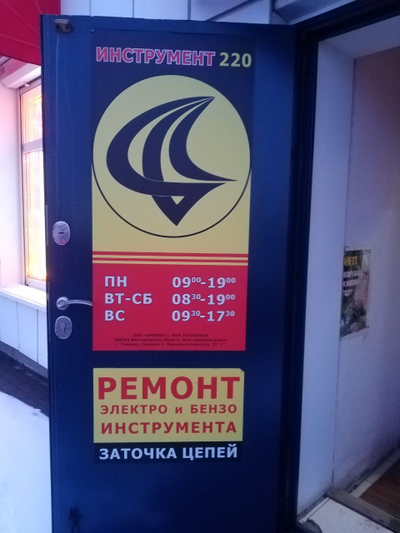 ИНСТРУМЕНТ 220
ПН 09⁰⁰-19⁰⁰
ВТ-СБ 08³⁰-19⁰⁰
ВС 09³⁰-17³⁰
РЕМОНТ
ЭЛЕКТРО и БЕНЗО
ИНСТРУМЕНТА
ЗАТОЧКА ЦЕПЕЙ